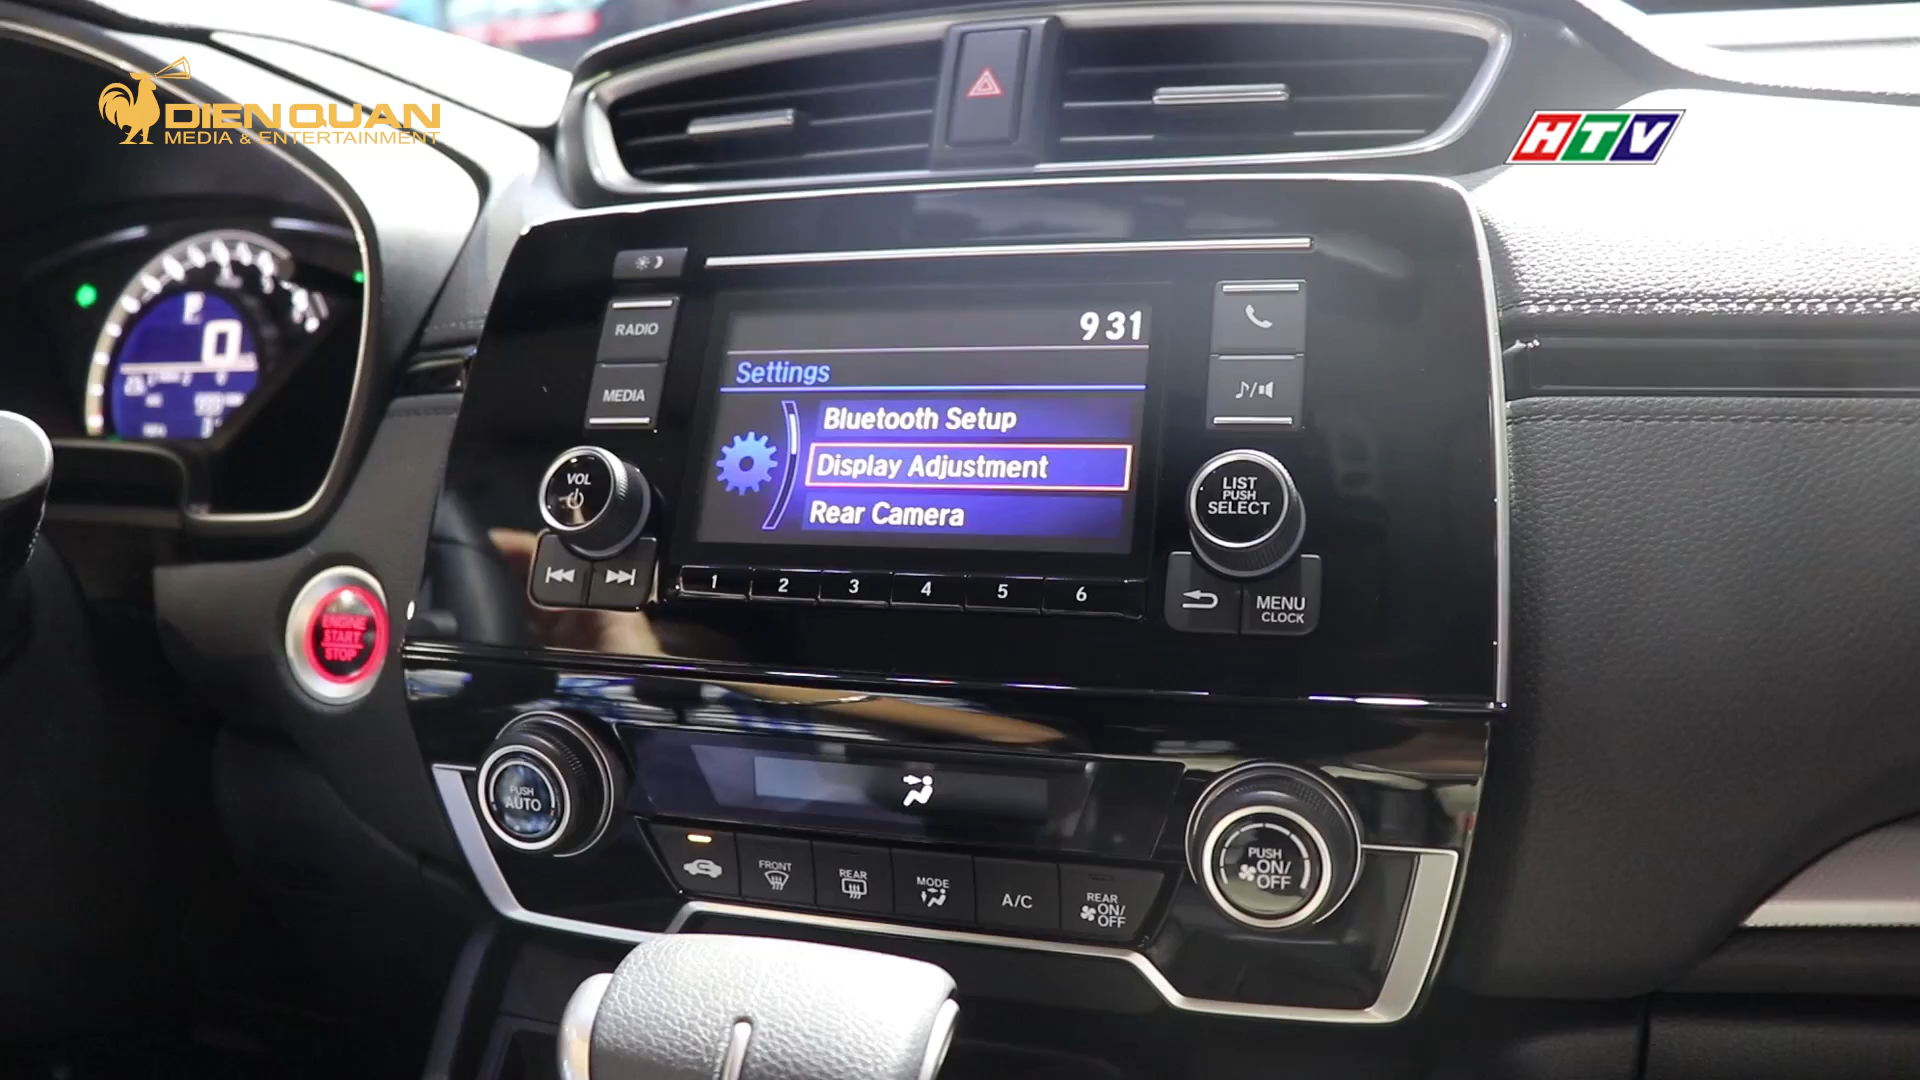 DIEN QUAN
MEDIA & ENTERTAINMENT
HTV
RADIO
MEDIA
931
Settings
Bluetooth Setup
Display Adjustment
Rear Camera
VOL
LIST
PUSH
SELECT
1 2 3 4 5 6
MENU
CLOCK
P
0
ENGINE
START
STOP
PUSH
AUTO
FRONT
REAR
MODE
A/C
REAR
ON/
OFF
PUSH
ON/
OFF